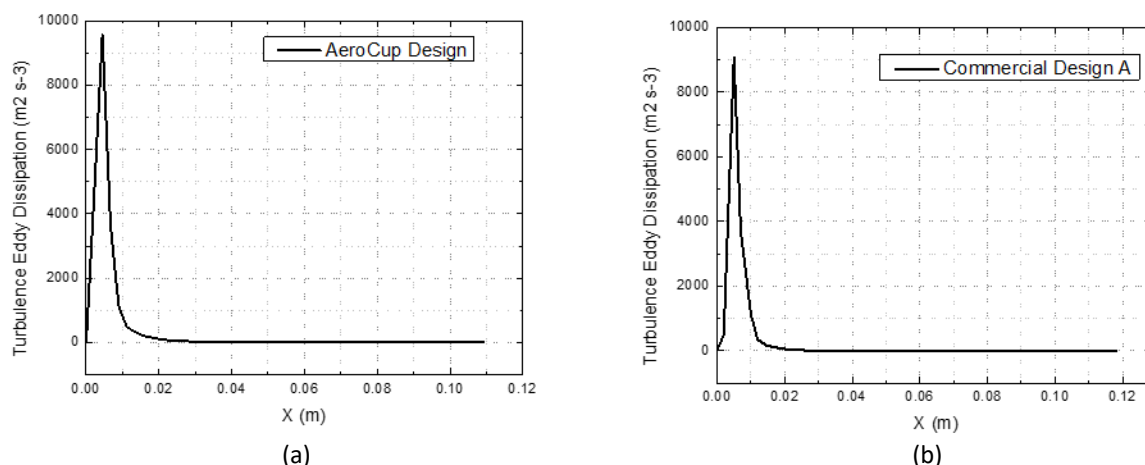 10000
8000
6000
4000
2000
0
Turbulence Eddy Dissipation (m2 s-3)
AeroCup Design
0.00 0.02 0.04 0.06 0.08 0.10 0.12
X (m)
(a)
10000
8000
6000
4000
2000
0
Turbulence Eddy Dissipation (m2 s-3)
Commercial Design A
0.00 0.02 0.04 0.06 0.08 0.10 0.12
X (m)
(b)